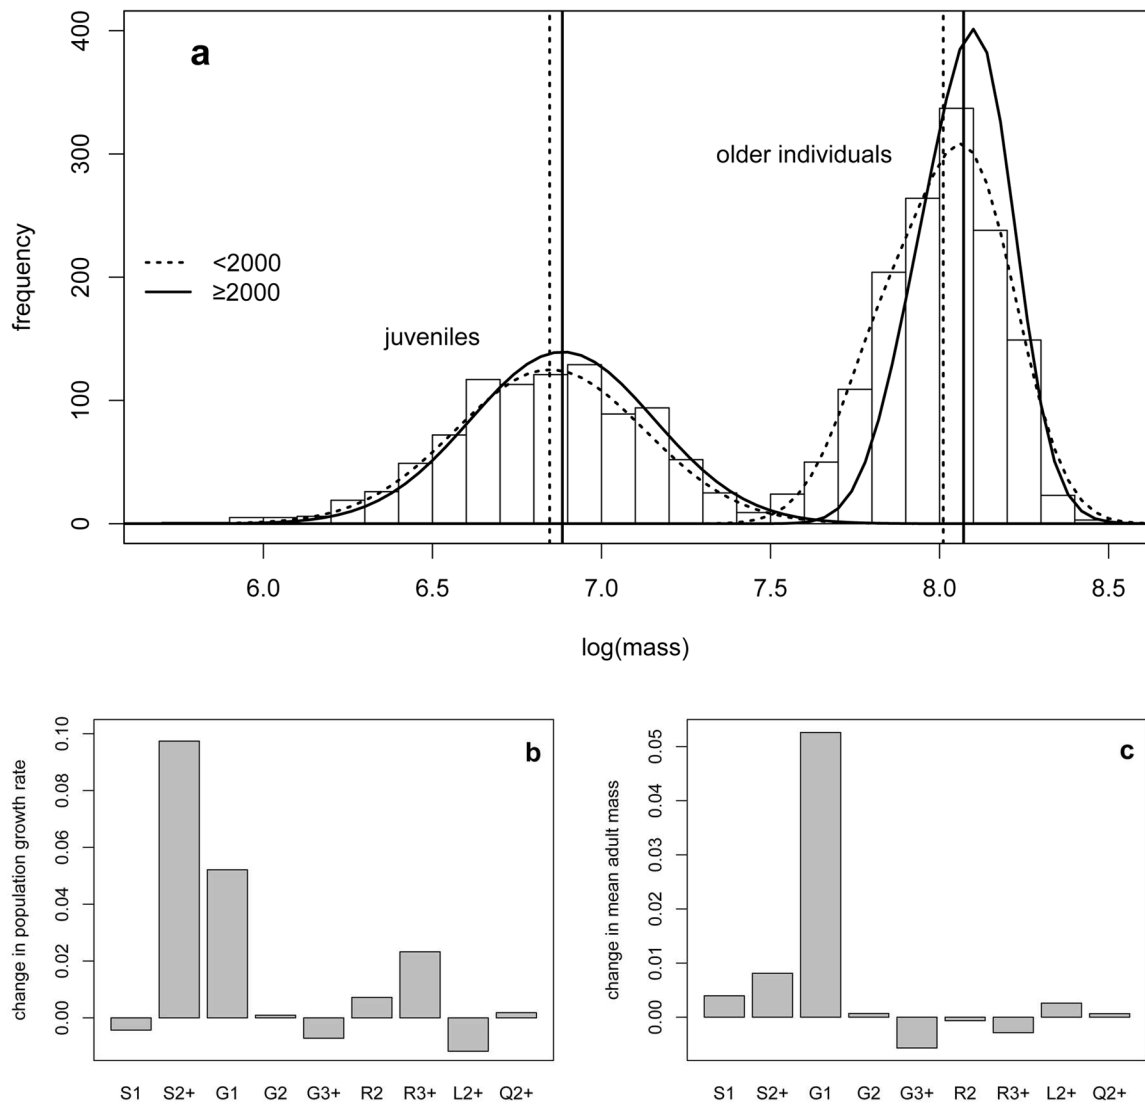 a
400
300
200
100
0
frequency
older individuals
<2000
≥2000
juveniles
6.0 6.5 7.0 7.5 8.0 8.5
log(mass)
b
0.10
0.08
0.06
0.04
0.02
0.00
change in population growth rate
S1 S2+ G1 G2 G3+ R2 R3+ L2+ Q2+
c
0.05
0.04
0.03
0.02
0.01
0.00
change in mean adult mass
S1 S2+ G1 G2 G3+ R2 R3+ L2+ Q2+